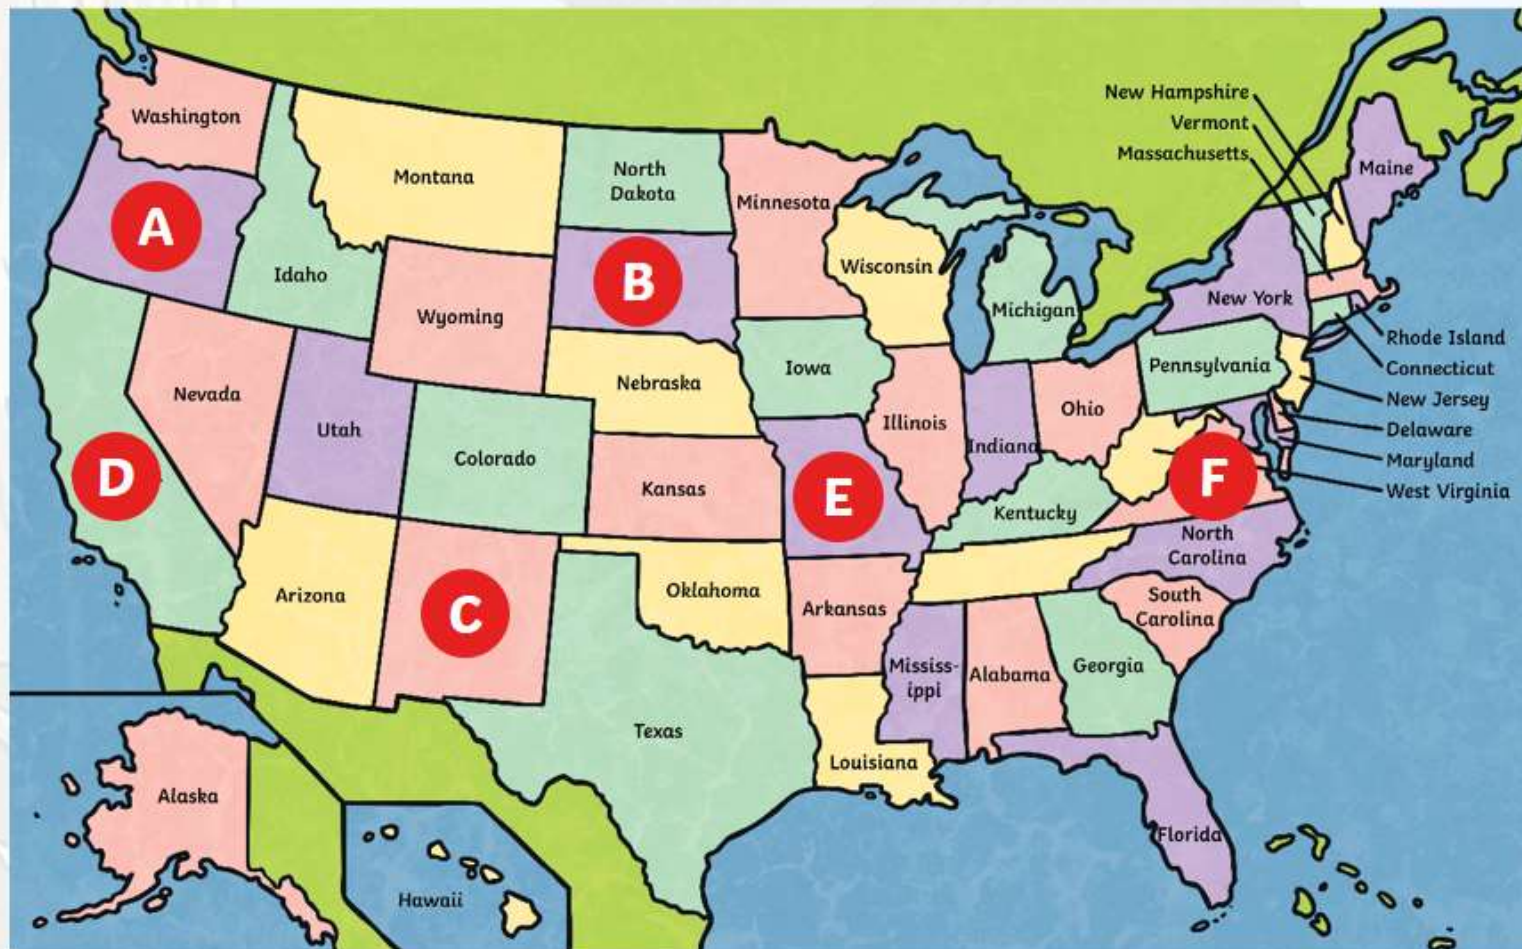 New Hampshire
Vermont
Massachusetts
Washington
Maine
Montana
North
Dakota
Minnesota
A
Wisconsin
Idaho
B
New York
Michigan
Wyoming
Rhode Island
Connecticut
Pennsylvania
Iowa
Nebraska
Nevada
New Jersey
Ohio
Illinois
Utah
Delaware
Indiana
Colorado
Maryland
D
F
Kansas
West Virginia
E
Kentucky
North
Carolina
Oklahoma
Arizona
South
Carolina
Arkansas
C
Mississ-
ippi
Alabama
Georgia
Texas
Louisiana
Alaska
Florida
Hawaii